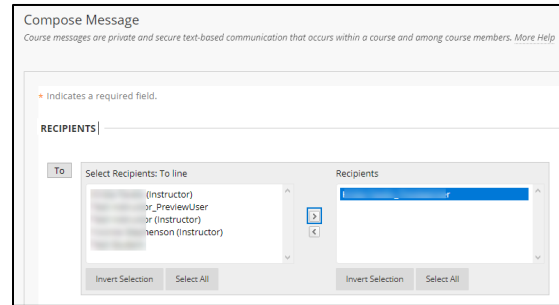 Compose Message
Course messages are private and secure text-based communication that occurs within a course and among course members. More Help
* Indicates a required field.
RECIPIENTS
To
Select Recipients: To line
(Instructor)
or_PreviewUser
or (Instructor)
henson (Instructor)
Recipients
Invert Selection Select All
Invert Selection Select All